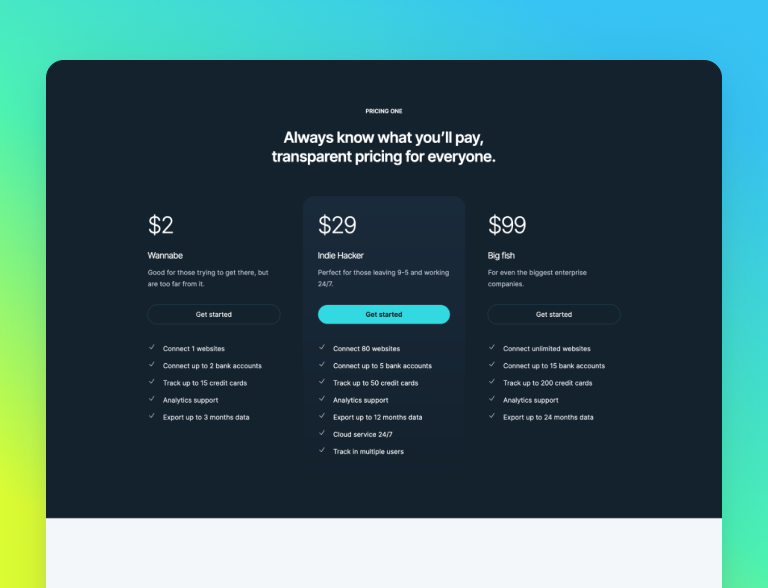 PRICING ONE
Always know what you’ll pay,
transparent pricing for everyone.
$2
Wannabe
Good for those trying to get there, but
are too far from it.
Get started
Connect 1 websites
Connect up to 2 bank accounts
Track up to 15 credit cards
Analytics support
Export up to 3 months data
$29
Indie Hacker
Perfect for those leaving 9-5 and working
24/7.
Get started
Connect 80 websites
Connect up to 5 bank accounts
Track up to 50 credit cards
Analytics support
Export up to 12 months data
Cloud service 24/7
Track in multiple users
$99
Big fish
For even the biggest enterprise
companies.
Get started
Connect unlimited websites
Connect up to 15 bank accounts
Track up to 200 credit cards
Analytics support
Export up to 24 months data